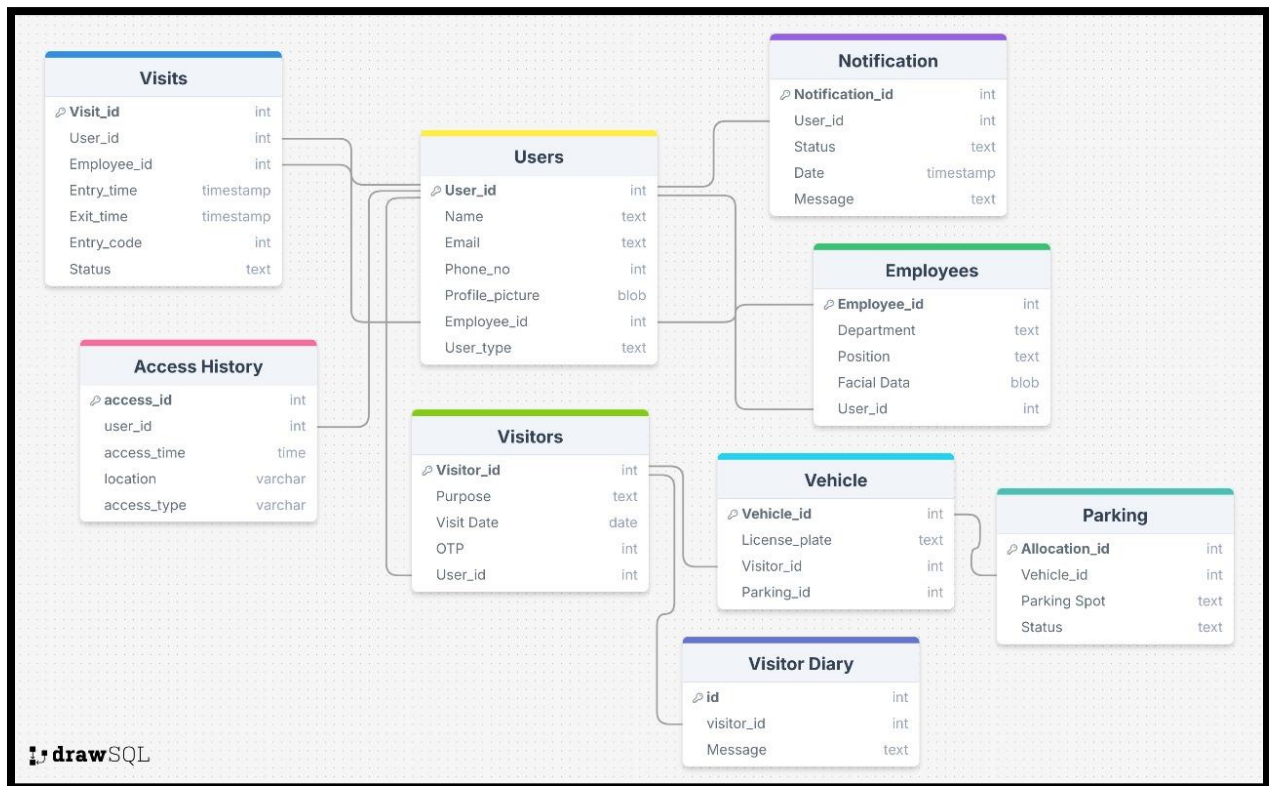 Visits
Visit_id int
User_id int
Employee_id int
Entry_time timestamp
Exit_time timestamp
Entry_code int
Status text
Users
User_id int
Name text
Email text
Phone_no int
Profile_picture blob
Employee_id int
User_type text
Notification
Notification_id int
User_id int
Status text
Date timestamp
Message text
Employees
Employee_id int
Department text
Position text
Facial Data blob
User_id int
Access History
access_id int
user_id int
access_time time
location varchar
access_type varchar
Visitors
Visitor_id int
Purpose text
Visit Date date
OTP int
User_id int
Vehicle
Vehicle_id int
License_plate text
Visitor_id int
Parking_id int
Parking
Allocation_id int
Vehicle_id int
Parking Spot text
Status text
Visitor Diary
id int
visitor_id int
Message text
drawSQL